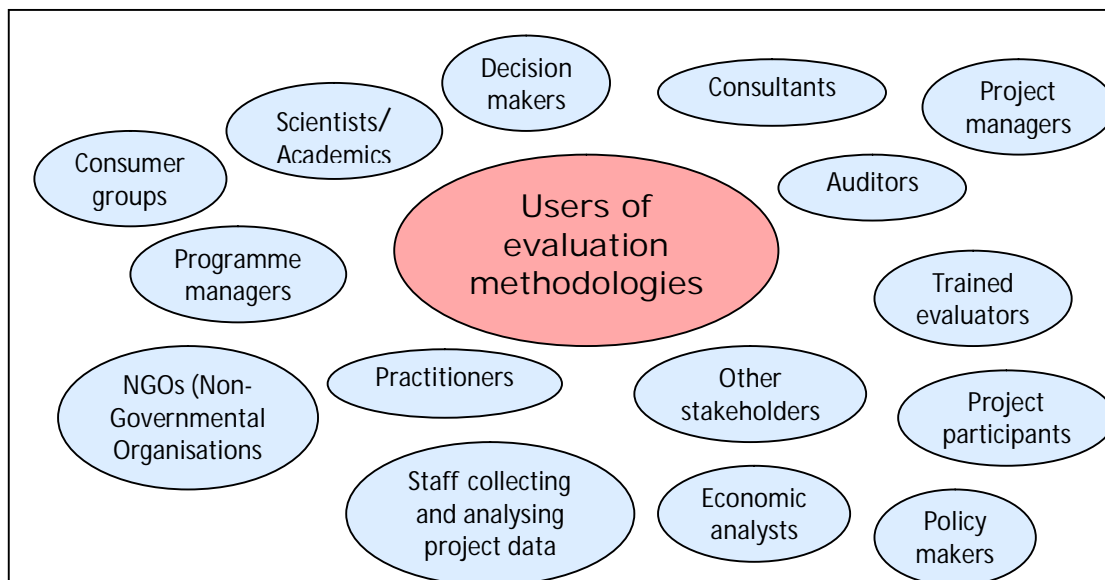 Decision
makers
Consultants
Project
managers
Scientists/
Academics
Consumer
groups
Auditors
Users of
evaluation
methodologies
Programme
managers
Trained
evaluators
NGOs (Non-
Governmental
Organisations
Practitioners
Other
stakeholders
Project
participants
Staff collecting
and analysing
project data
Economic
analysts
Policy
makers